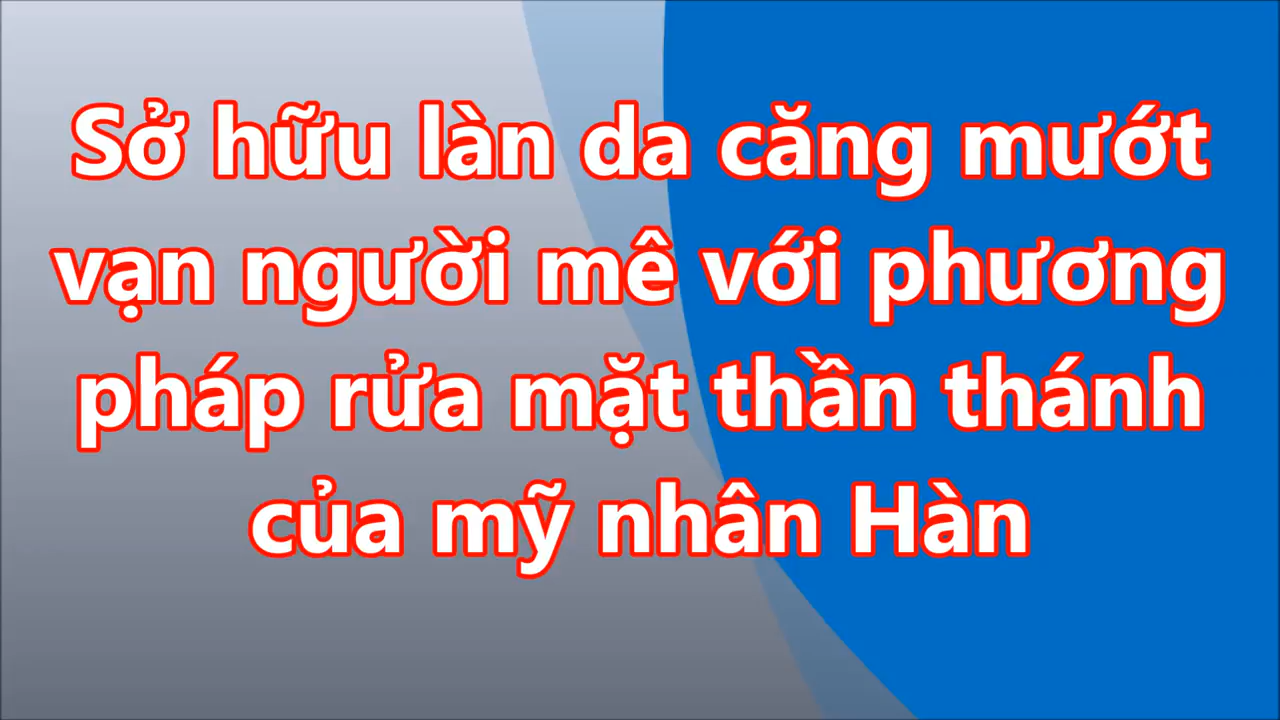 Sở hữu làn da căng mướt
vạn người mê với phương
pháp rửa mặt thần thánh
của mỹ nhân Hàn